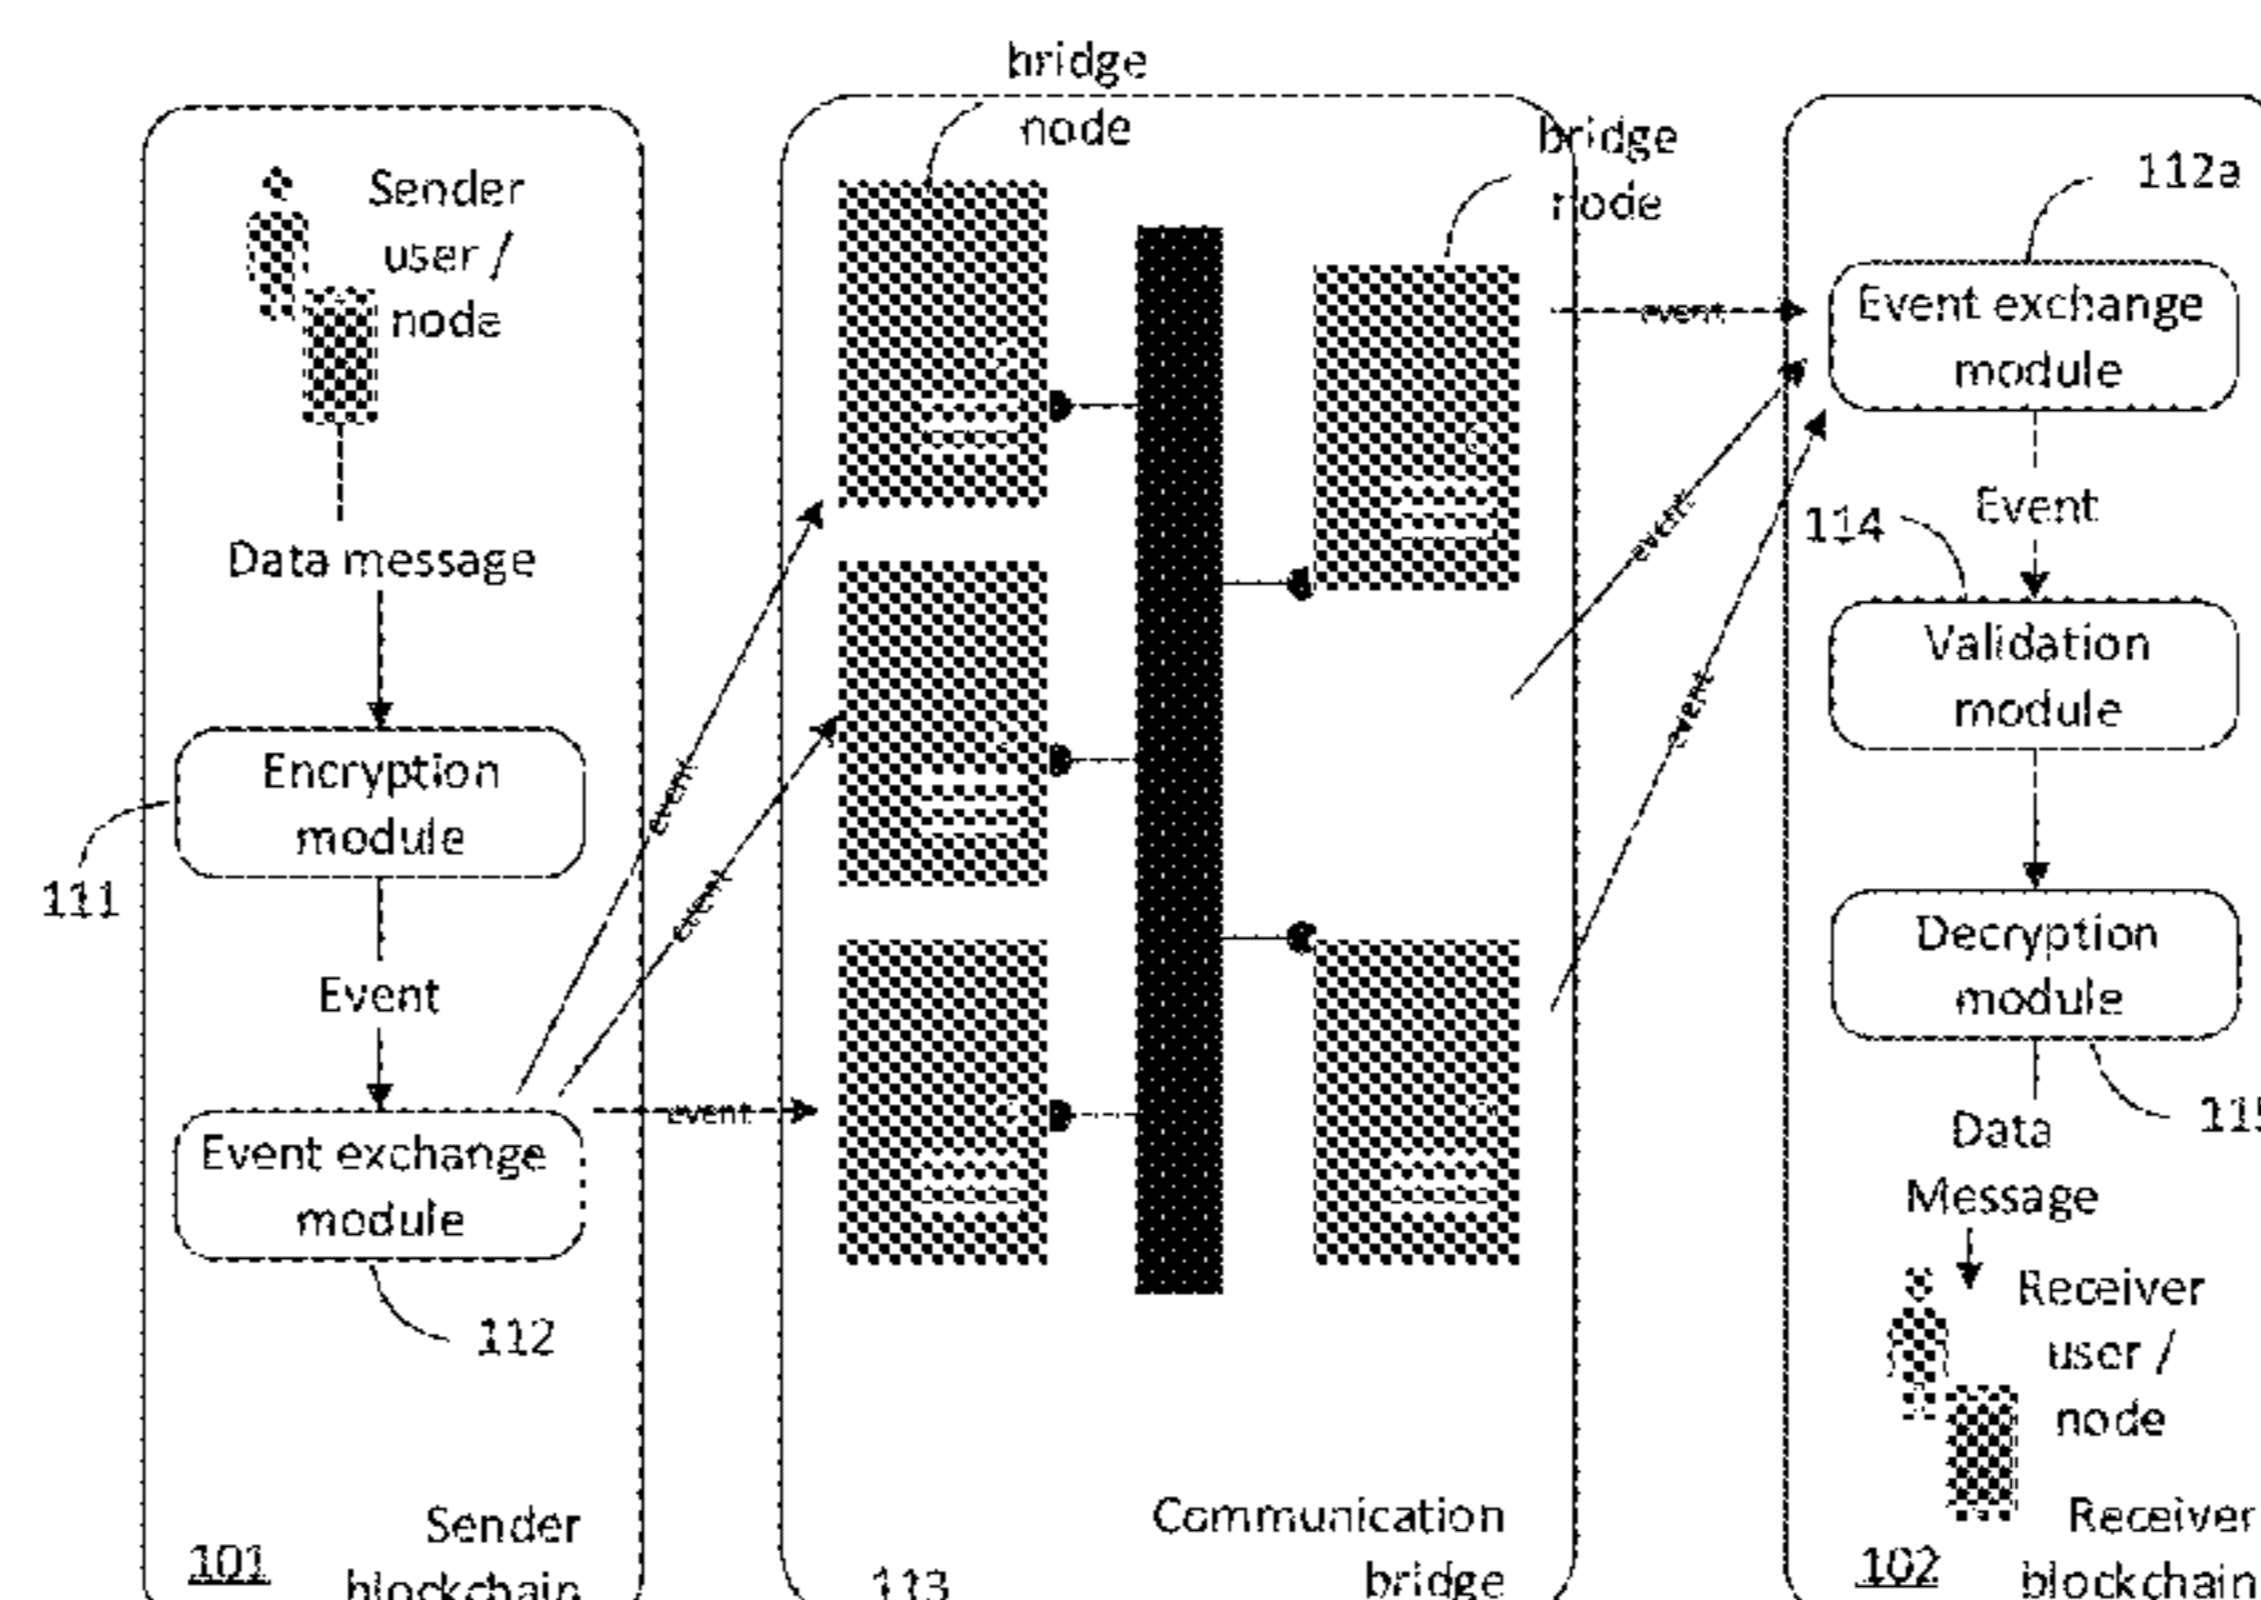 bridge
node
bridge
node
Sender
user /
node
Data message
Encryption
module
111
Event
Event exchange
module
112
Sender
101
blockchain
event
event
event
Communication
bridge
113
event
event
event
112a
Event exchange
module
Event
114
Validation
module
Decryption
module
115
Data
Message
Receiver
user /
node
Receiver
102
blockchain